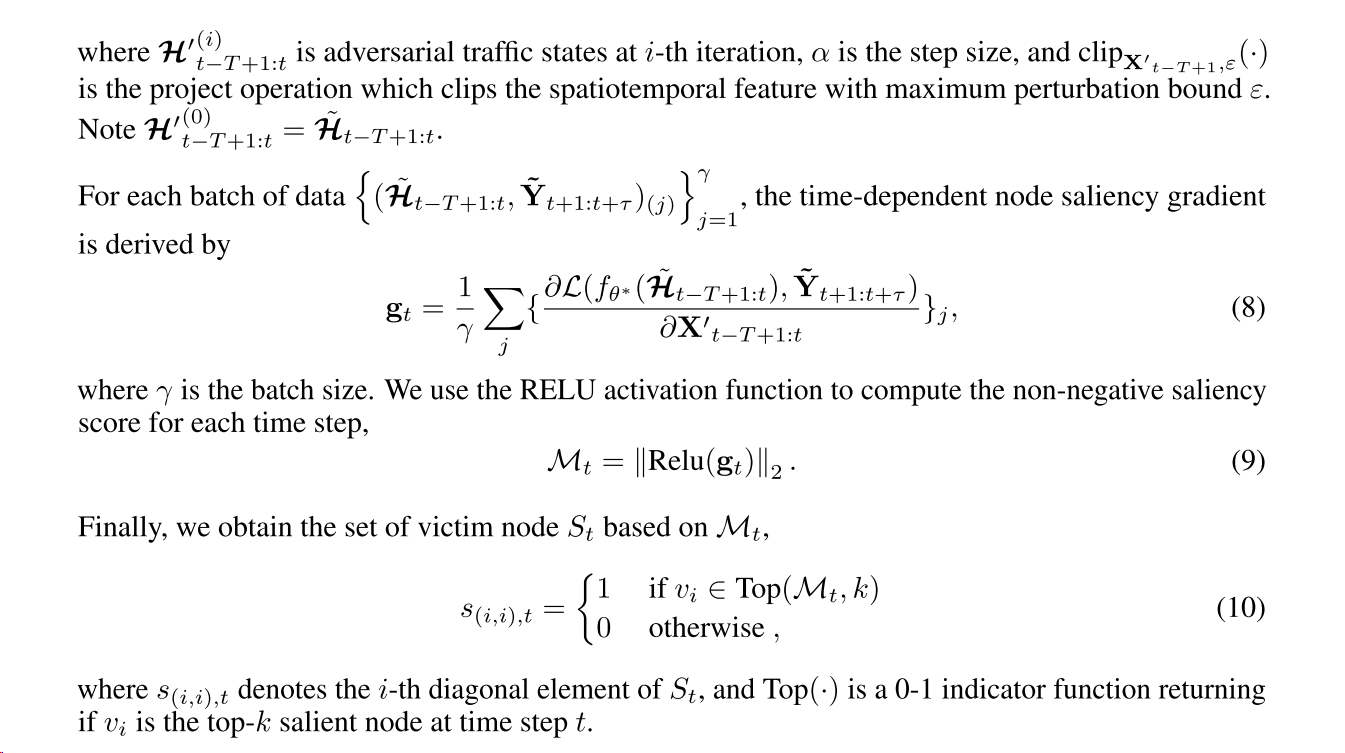 where $\mathcal{H}'^{(i)}_{t-T+1:t}$ is adversarial traffic states at $i$-th iteration, $\alpha$ is the step size, and $\text{clip}_{\mathbf{X}'_{t-T+1},\varepsilon}(\cdot)$
is the project operation which clips the spatiotemporal feature with maximum perturbation bound $\varepsilon$.
Note $\mathcal{H}'^{(0)}_{t-T+1:t} = \tilde{\mathcal{H}}_{t-T+1:t}$.
For each batch of data $\left\{(\tilde{\mathcal{H}}_{t-T+1:t}, \tilde{\mathbf{Y}}_{t+1:t+\tau})_{(j)}\right\}_{j=1}^{\gamma}$, the time-dependent node saliency gradient
is derived by
$\mathbf{g}_t = \frac{1}{\gamma} \sum_j \{\frac{\partial \mathcal{L}(f_{\theta^*}(\tilde{\mathcal{H}}_{t-T+1:t}), \tilde{\mathbf{Y}}_{t+1:t+\tau})}{\partial \mathbf{X}'_{t-T+1:t}}\}_j,$ (8)
where $\gamma$ is the batch size. We use the RELU activation function to compute the non-negative saliency
score for each time step,
$\mathcal{M}_t = \|\text{Relu}(\mathbf{g}_t)\|_2 .$ (9)
Finally, we obtain the set of victim node $S_t$ based on $\mathcal{M}_t$,
$s_{(i,i),t} = \begin{cases} 1 & \text{if } v_i \in \text{Top}(\mathcal{M}_t, k) \\ 0 & \text{otherwise ,} \end{cases}$ (10)
where $s_{(i,i),t}$ denotes the $i$-th diagonal element of $S_t$, and $\text{Top}(\cdot)$ is a 0-1 indicator function returning
if $v_i$ is the top-$k$ salient node at time step $t$.